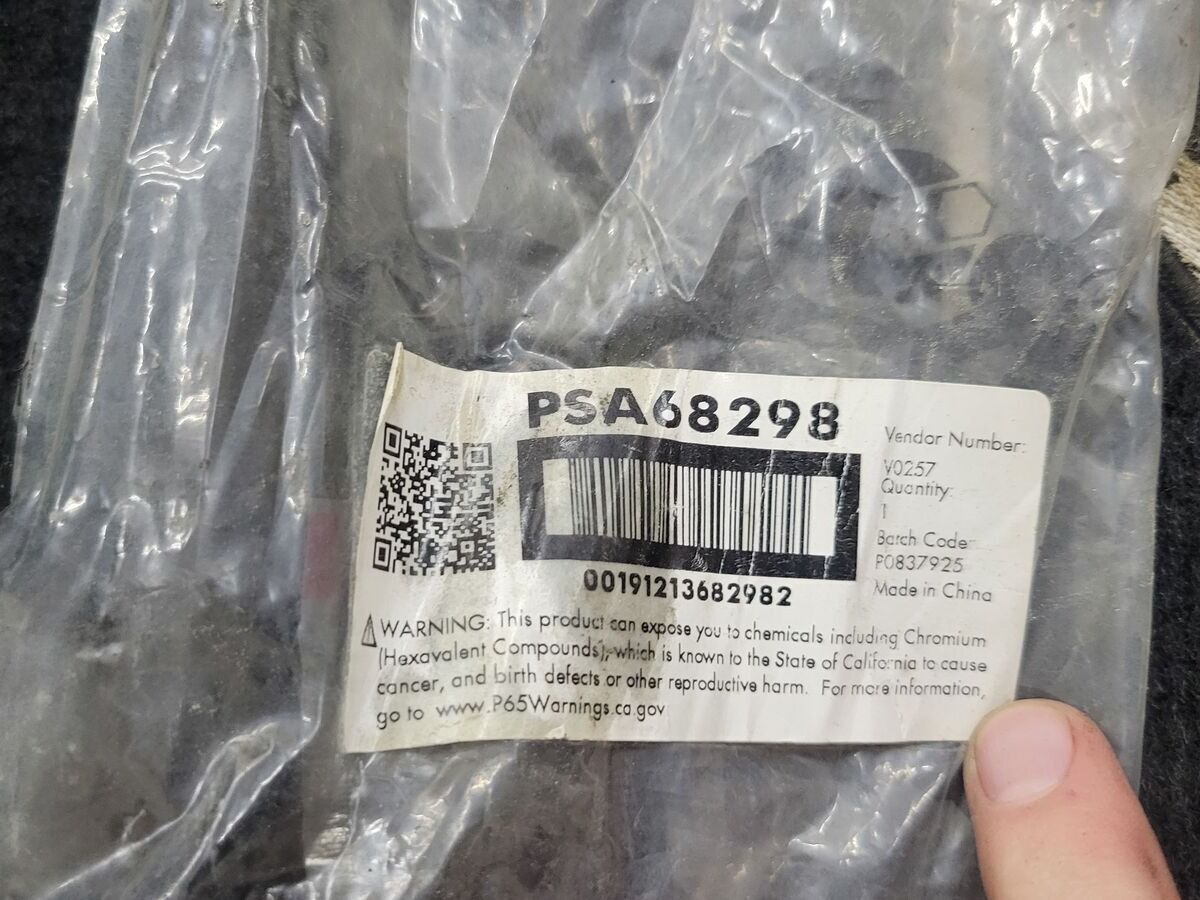 PSA68298
00191213682982
Vendor Number:
V0257
Quantity:
1
Batch Code
P0837925
Made in China
WARNING: This product can expose you to chemicals including Chromium
(Hexavalent Compounds), which is known to the State of California to cause
cancer, and birth defects or other reproductive harm. For more information,
go to www.P65Warnings.ca.gov